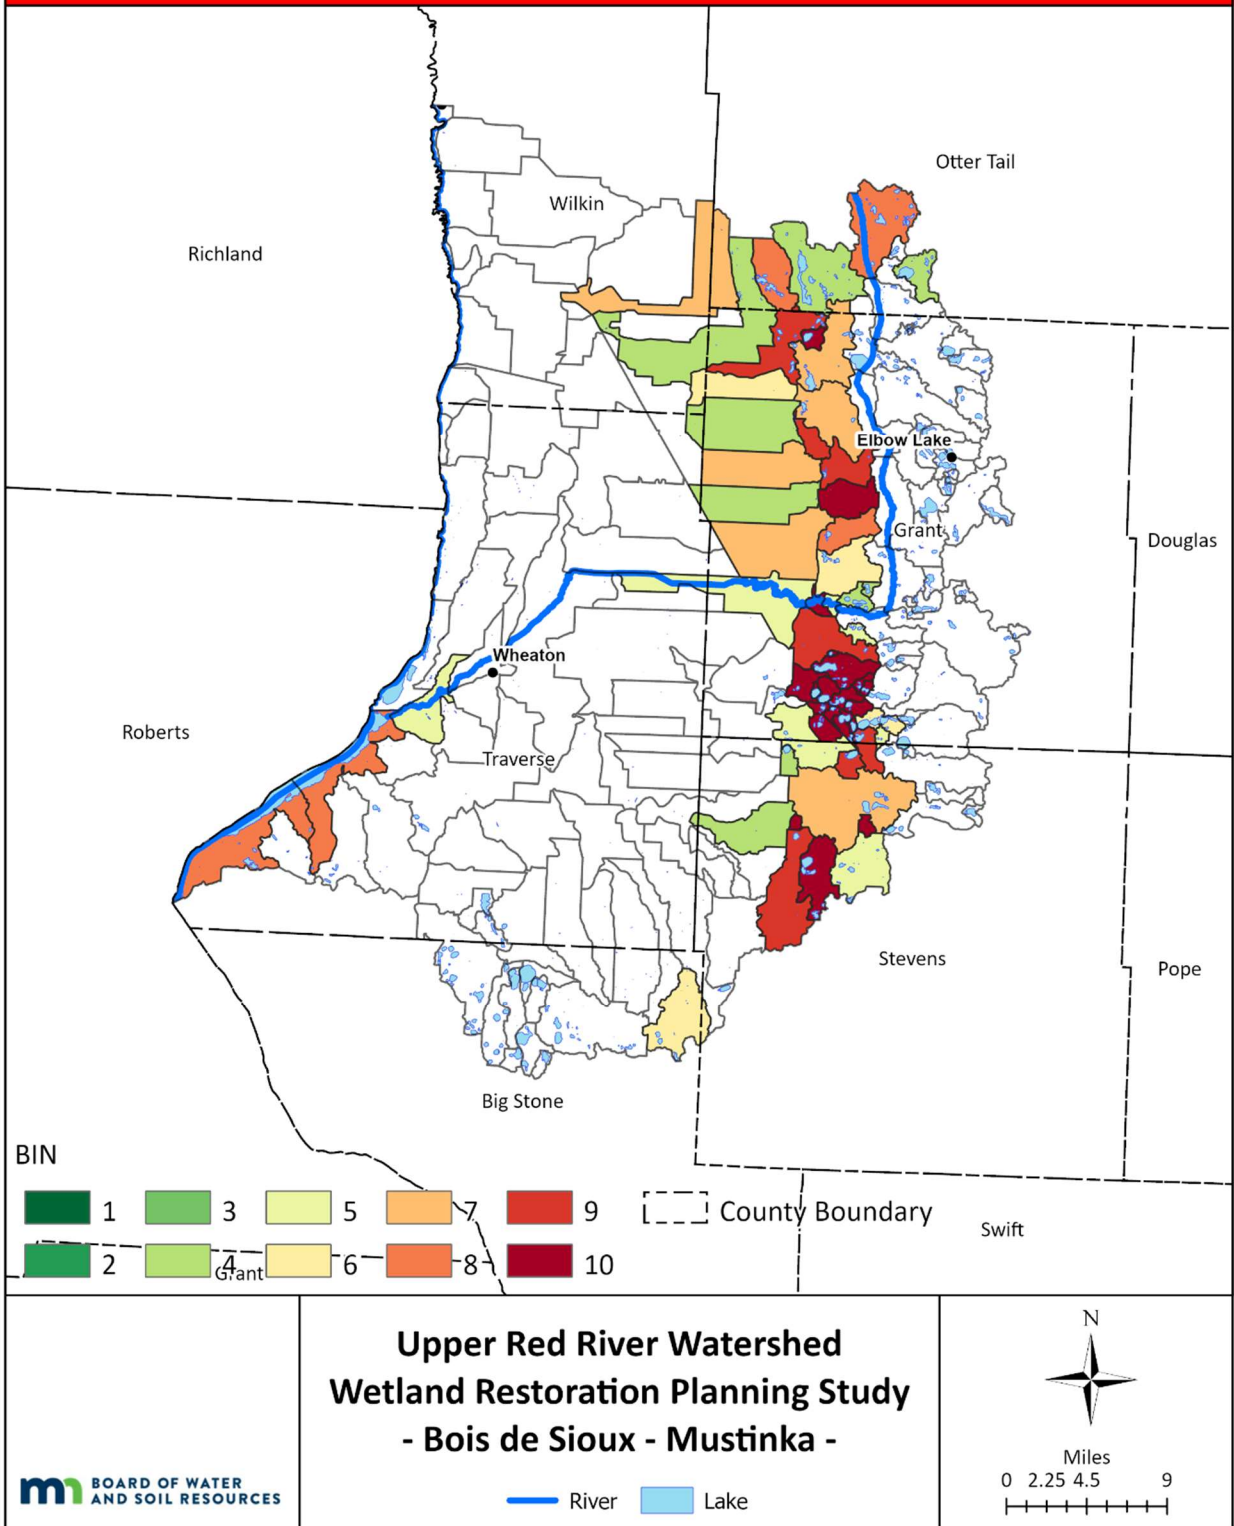 Otter Tail
Wilkin
Richland
Elbow Lake
Grant
Douglas
Wheaton
Roberts
Traverse
Stevens
Pope
Big Stone
BIN
1 3 5 7 9 County Boundary
Swift
2 4 6 8 10
Grant
Upper Red River Watershed
Wetland Restoration Planning Study
- Bois de Sioux - Mustinka -
River Lake
N
Miles
0 2.25 4.5 9
mn BOARD OF WATER
AND SOIL RESOURCES